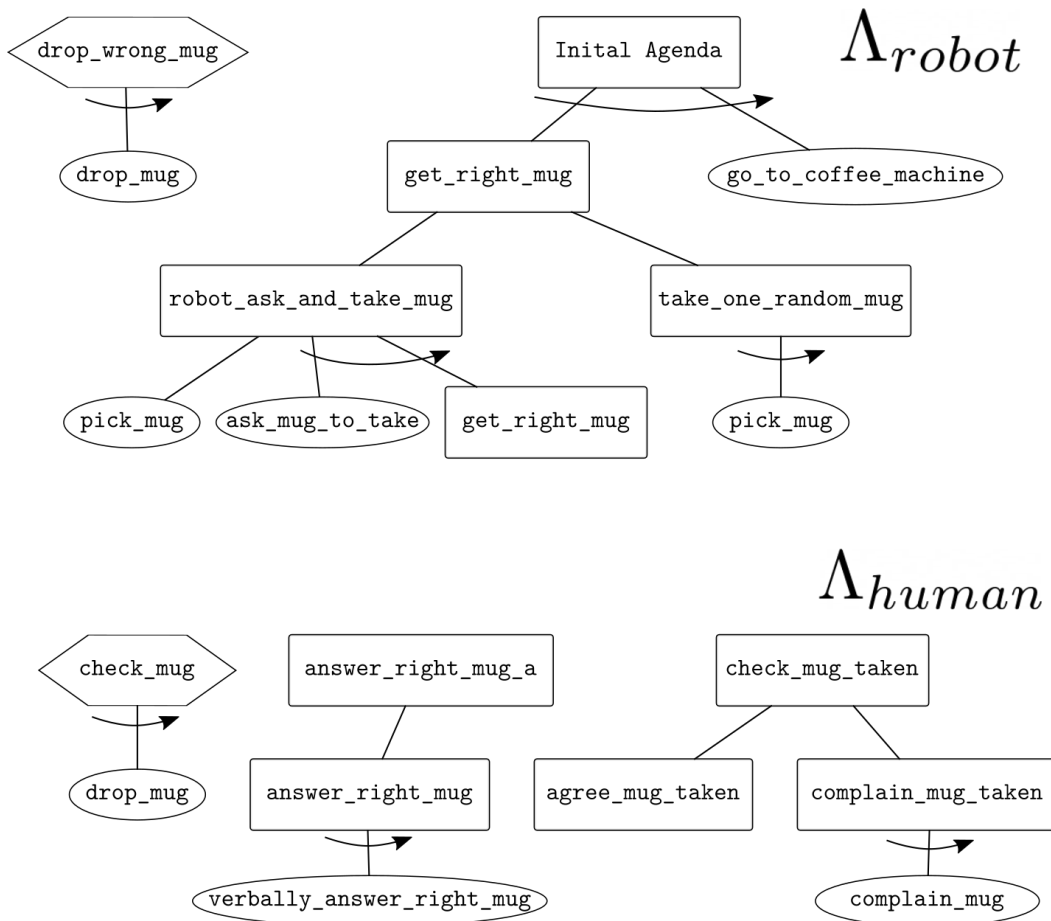 drop_wrong_mug
Inital Agenda
Λrobot
drop_mug
get_right_mug
go_to_coffee_machine
robot_ask_and_take_mug
take_one_random_mug
pick_mug
ask_mug_to_take
get_right_mug
pick_mug
Λhuman
check_mug
answer_right_mug_a
check_mug_taken
drop_mug
answer_right_mug
agree_mug_taken
complain_mug_taken
verbally_answer_right_mug
complain_mug